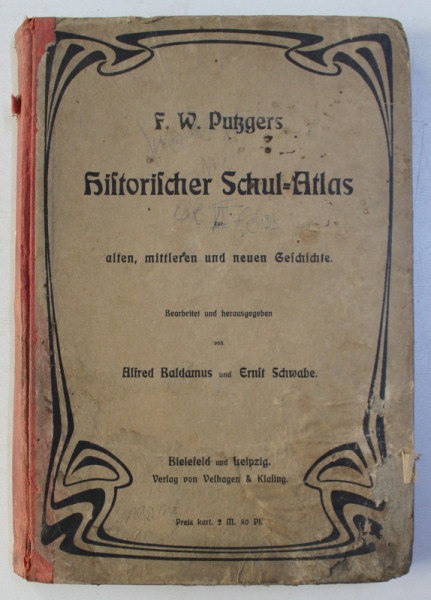 F. W. Putzgers
Hiſtoriſcher Schul-Atlas
zur
alten, mittleren und neuen Geſchichte.
Bearbeitet und herausgegeben
von
Alfred Baldamus und Ernſt Schwabe.
Bielefeld und Leipzig.
Verlag von Velhagen & Klaſing.
Preis kart. 2 M. 80 Pf.